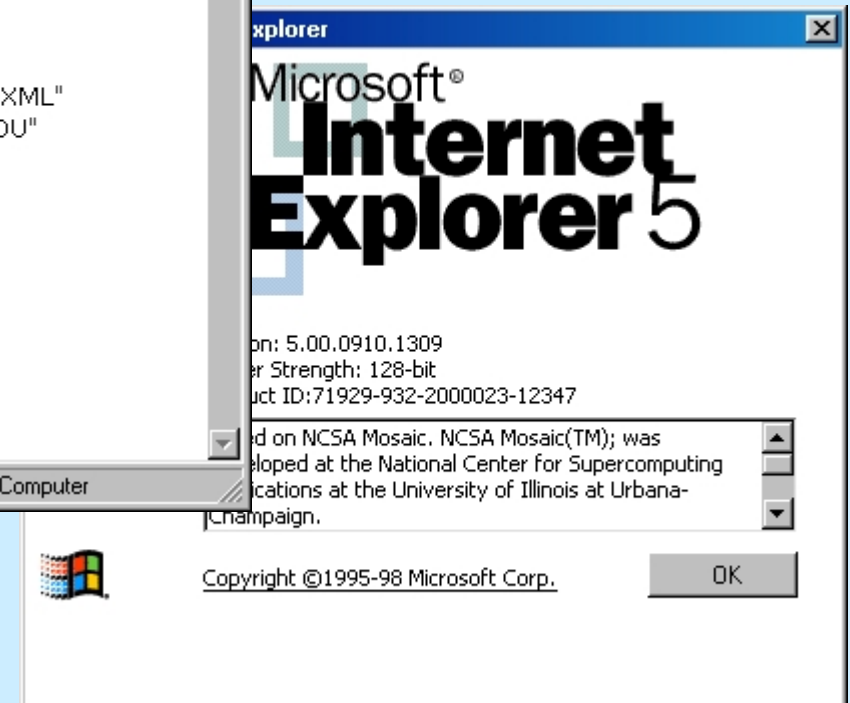 XML"
OU"
Computer
xplorer
Microsoft®
Internet
Explorer 5
on: 5.00.0910.1309
er Strength: 128-bit
uct ID:71929-932-2000023-12347
ed on NCSA Mosaic. NCSA Mosaic(TM); was
eloped at the National Center for Supercomputing
ications at the University of Illinois at Urbana-
Champaign.
Copyright ©1995-98 Microsoft Corp.
OK